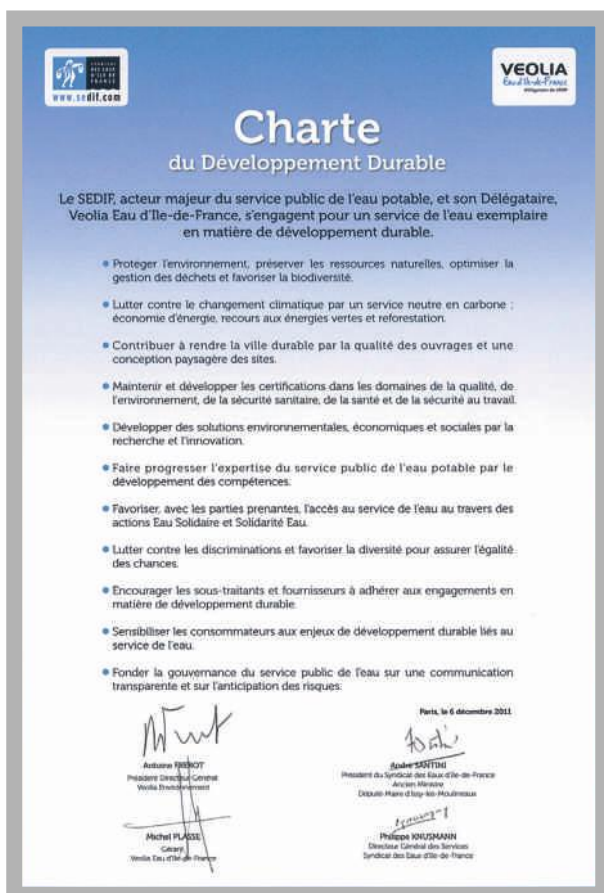 SYNDICAT
DES EAUX
D'ILE DE
FRANCE
www.sedif.com
VEOLIA
Eau d'Ile-de-France
délégataire du SEDIF
Charte
du Développement Durable
Le SEDIF, acteur majeur du service public de l'eau potable, et son Délégataire,
Veolia Eau d'Ile-de-France, s'engagent pour un service de l'eau exemplaire
en matière de développement durable.
• Proteger l'environnement, préserver les ressources naturelles, optimiser la
gestion des déchets et favoriser la biodiversité.
• Lutter contre le changement climatique par un service neutre en carbone :
économie d'énergie, recours aux énergies vertes et reforestation.
• Contribuer à rendre la ville durable par la qualité des ouvrages et une
conception paysagère des sites.
• Maintenir et développer les certifications dans les domaines de la qualité, de
l'environnement, de la sécurité sanitaire, de la santé et de la sécurité au travail.
• Développer des solutions environnementales, économiques et sociales par la
recherche et l'innovation.
• Faire progresser l'expertise du service public de l'eau potable par le
développement des compétences.
• Favoriser, avec les parties prenantes, l'accès au service de l'eau au travers des
actions Eau Solidaire et Solidarité Eau.
• Lutter contre les discriminations et favoriser la diversité pour assurer l'égalité
des chances.
• Encourager les sous-traitants et fournisseurs à adhérer aux engagements en
matière de développement durable.
• Sensibiliser les consommateurs aux enjeux de développement durable liés au
service de l'eau.
• Fonder la gouvernance du service public de l'eau sur une communication
transparente et sur l'anticipation des risques.
Paris, le 6 décembre 2011
Antoine FREROT
Président Directeur Général
Veolia Environnement
André SANTINI
Président du Syndicat des Eaux d'Ile-de-France
Ancien Ministre
Député-Maire d'Issy-les-Moulineaux
Michel PLASSE
Gérant
Veolia Eau d'Ile-de-France
Philippe KNUSMANN
Directeur Général des Services
Syndicat des Eaux d'Ile-de-France